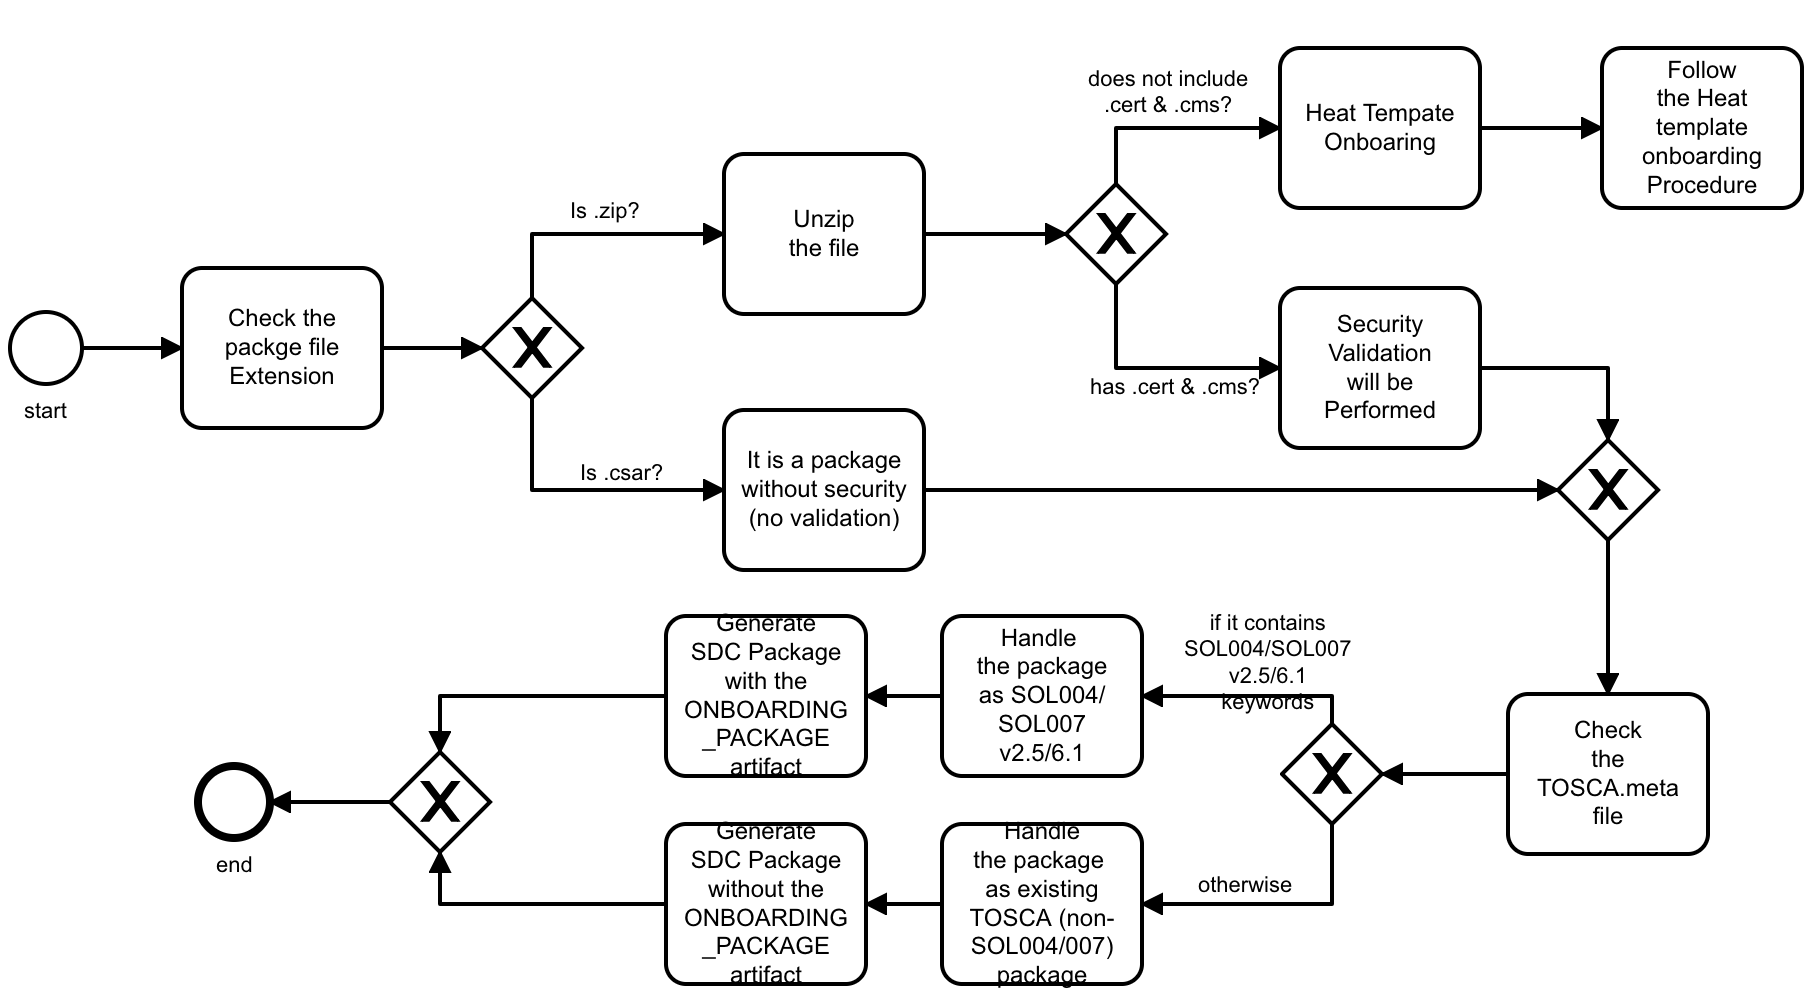 does not include
.cert & .cms?
Heat Tempate
Onboaring
Follow
the Heat
template
onboarding
Procedure
Is .zip?
Unzip
the file
X
Check the
packge file
Extension
X
start
Security
Validation
will be
Performed
has .cert & .cms?
Is .csar?
It is a package
without security
(no validation)
X
if it contains
SOL004/SOL007
v2.5/6.1
keywords
Generate
SDC Package
with the
ONBOARDING
_PACKAGE
artifact
Handle
the package
as SOL004/
SOL007
v2.5/6.1
Check
the
TOSCA.meta
file
X
X
end
Generate
SDC Package
without the
ONBOARDING
_PACKAGE
artifact
Handle
the package
as existing
TOSCA (non-
SOL004/007)
package
otherwise